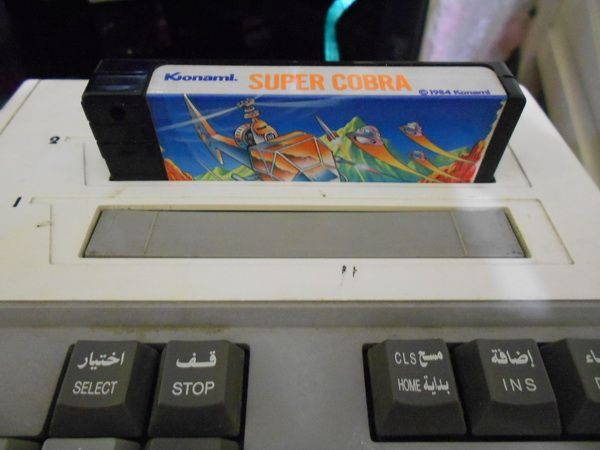 Konami. SUPER COBRA
© 1984 Konami
2
1
اختيار
SELECT
قف
STOP
CLS مسح
HOME بداية
إضافة
INS